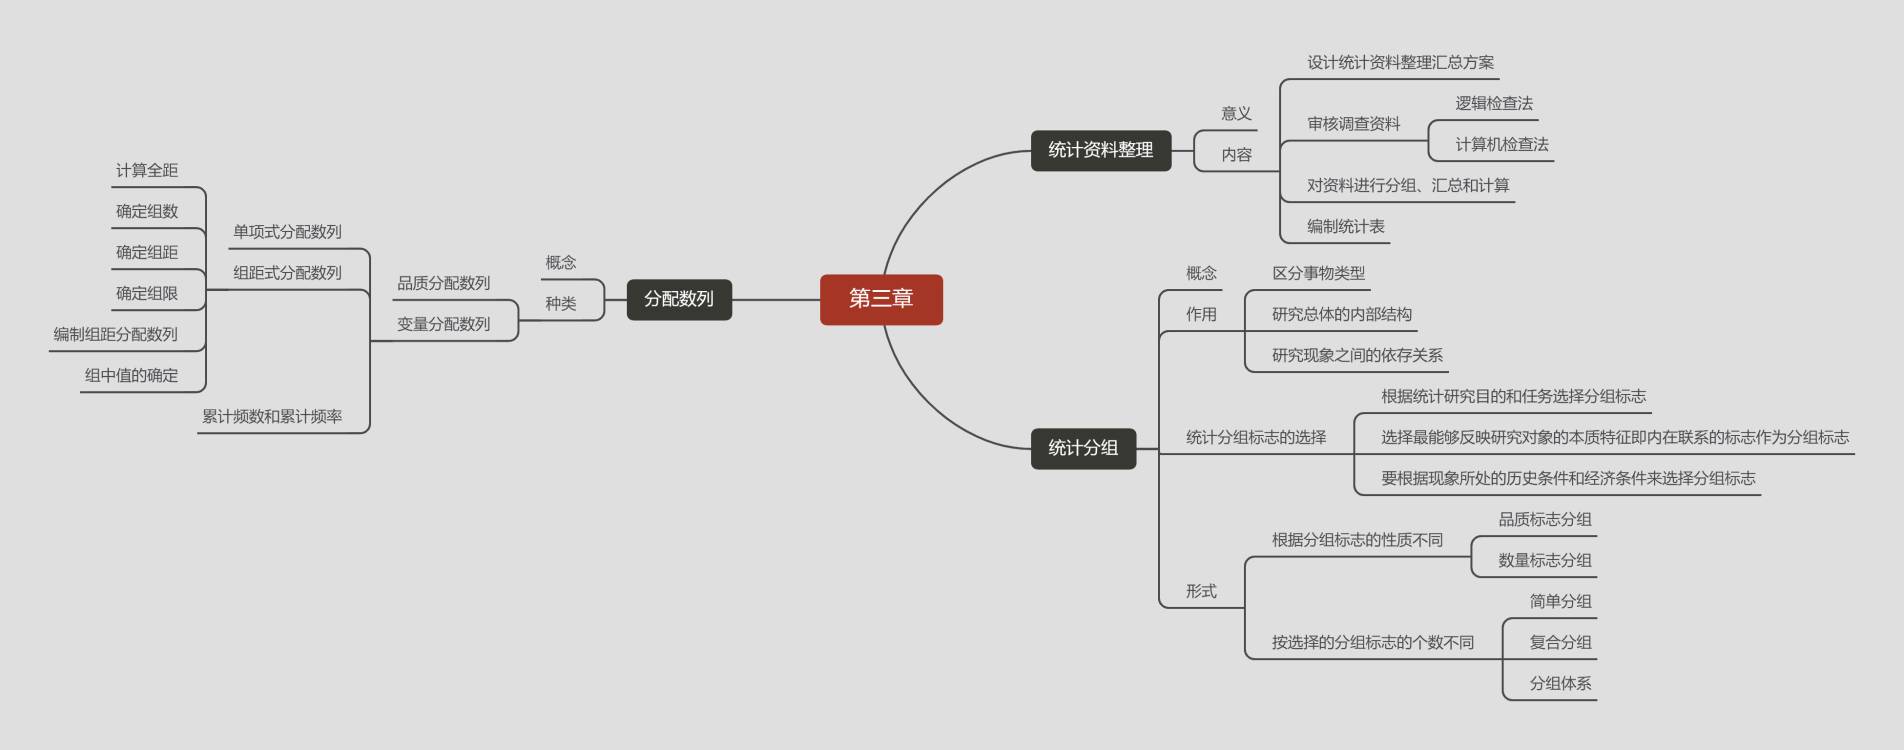 第三章
统计资料整理
意义
内容
设计统计资料整理汇总方案
审核调查资料
逻辑检查法
计算机检查法
对资料进行分组、汇总和计算
编制统计表
统计分组
概念
作用
区分事物类型
研究总体的内部结构
研究现象之间的依存关系
统计分组标志的选择
根据统计研究目的和任务选择分组标志
选择最能够反映研究对象的本质特征即内在联系的标志作为分组标志
要根据现象所处的历史条件和经济条件来选择分组标志
形式
根据分组标志的性质不同
品质标志分组
数量标志分组
按选择的分组标志的个数不同
简单分组
复合分组
分组体系
分配数列
概念
种类
品质分配数列
变量分配数列
单项式分配数列
组距式分配数列
计算全距
确定组数
确定组距
确定组限
编制组距分配数列
组中值的确定
累计频数和累计频率